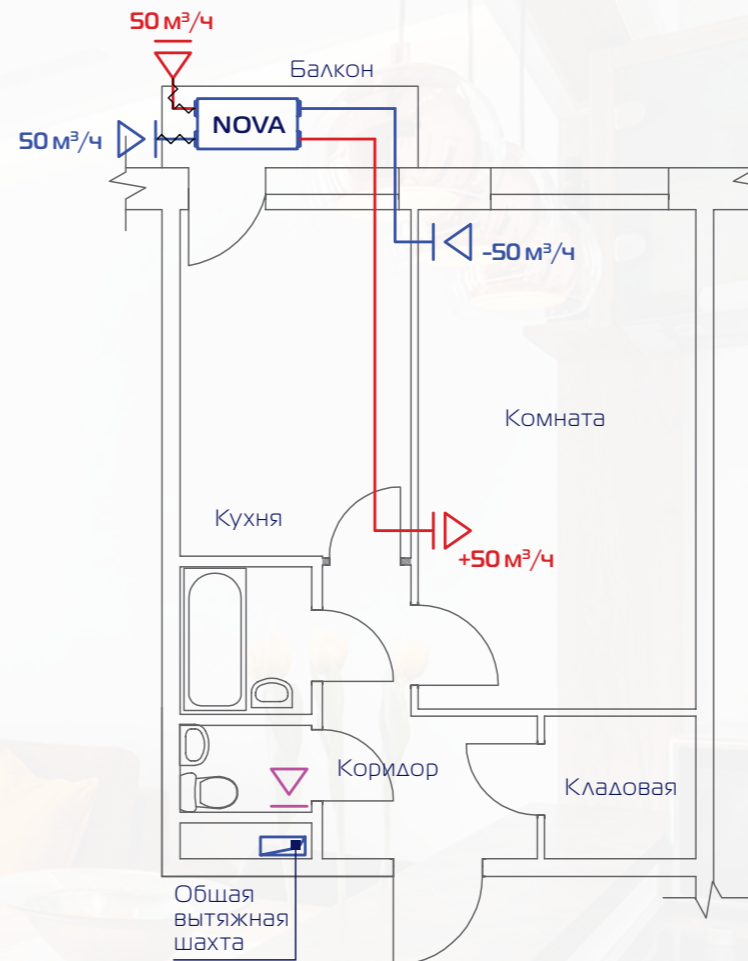 50 м³/ч
Балкон
50 м³/ч
NOVA
-50 м³/ч
Комната
Кухня
+50 м³/ч
Коридор
Кладовая
Общая
вытяжная
шахта